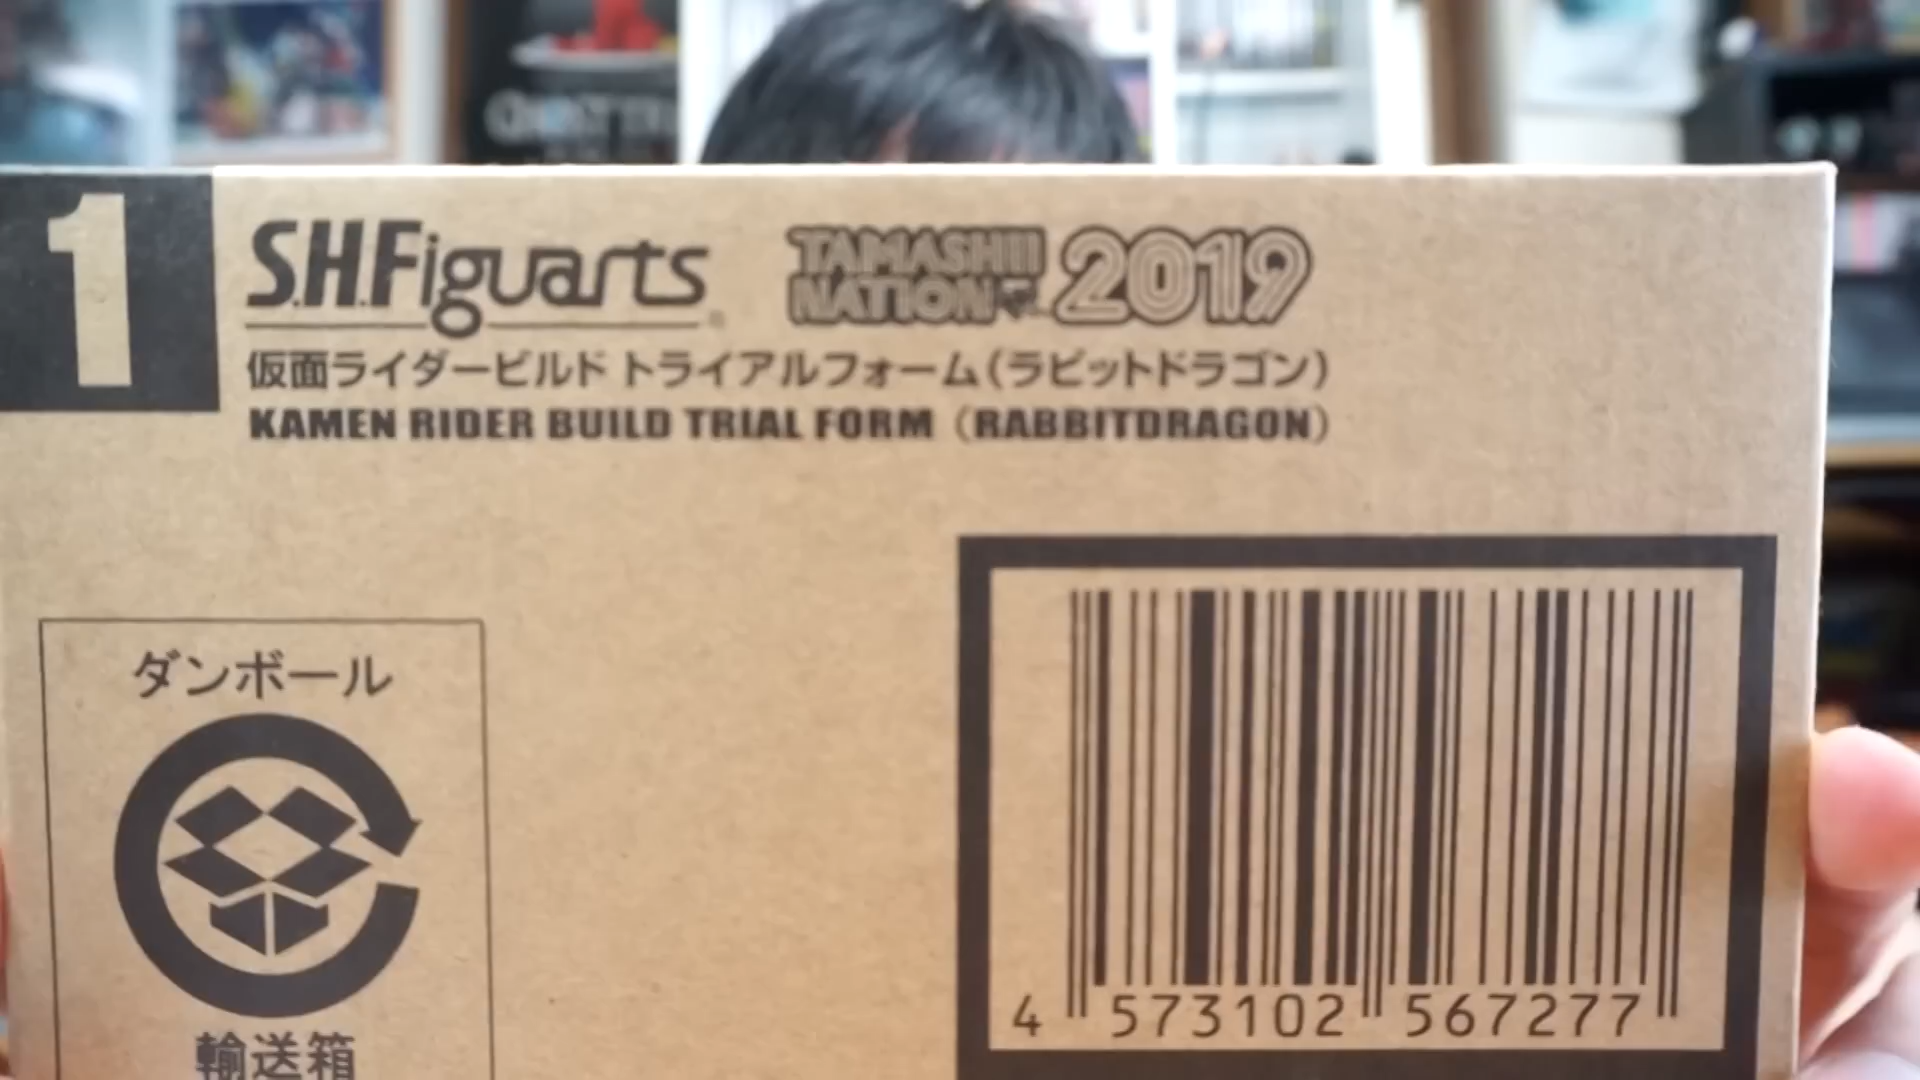 1
S.H.Figuarts
TAMASHII NATION 2019
仮面ライダービルド トライアルフォーム(ラビットドラゴン)
KAMEN RIDER BUILD TRIAL FORM (RABBITDRAGON)
ダンボール
輸送箱
4 573102 567277